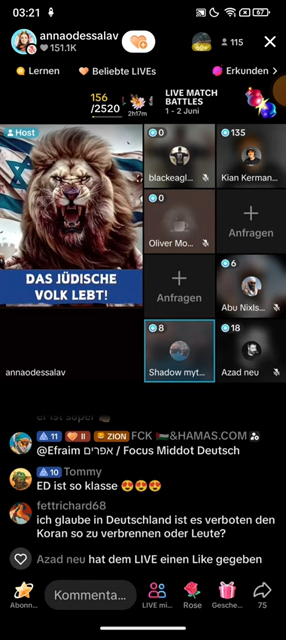 03:21
67
annaodessalav
151.1K
115
Lernen
Beliebte LIVEs
Erkunden
156
/2520
2h17m
LIVE MATCH
BATTLES
1 - 2 Juni
Host
DAS JÜDISCHE
VOLK LEBT!
annaodessalav
0
blackeagl...
135
Kian Kerman...
0
Oliver Mo...
Anfragen
Anfragen
6
Abu Nixls...
8
Shadow myt...
18
Azad neu
11 II ZION FCK 🇵🇸&HAMAS.COM
@Efraim אפרים / Focus Middot Deutsch
10 Tommy
ED ist so klasse 😍😍😍
fettrichard68
ich glaube in Deutschland ist es verboten den
Koran so zu verbrennen oder Leute?
Azad neu hat dem LIVE einen Like gegeben
Abonn...
Kommenta...
LIVE mi...
Rose
Gesche...
75